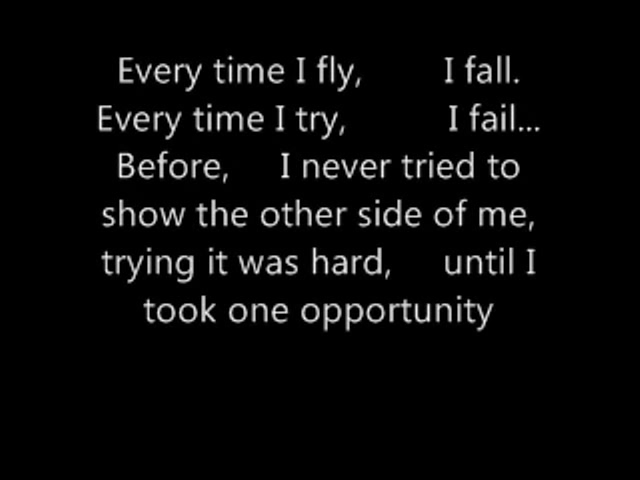 Every time I fly, I fall.
Every time I try, I fail...
Before, I never tried to
show the other side of me,
trying it was hard, until I
took one opportunity